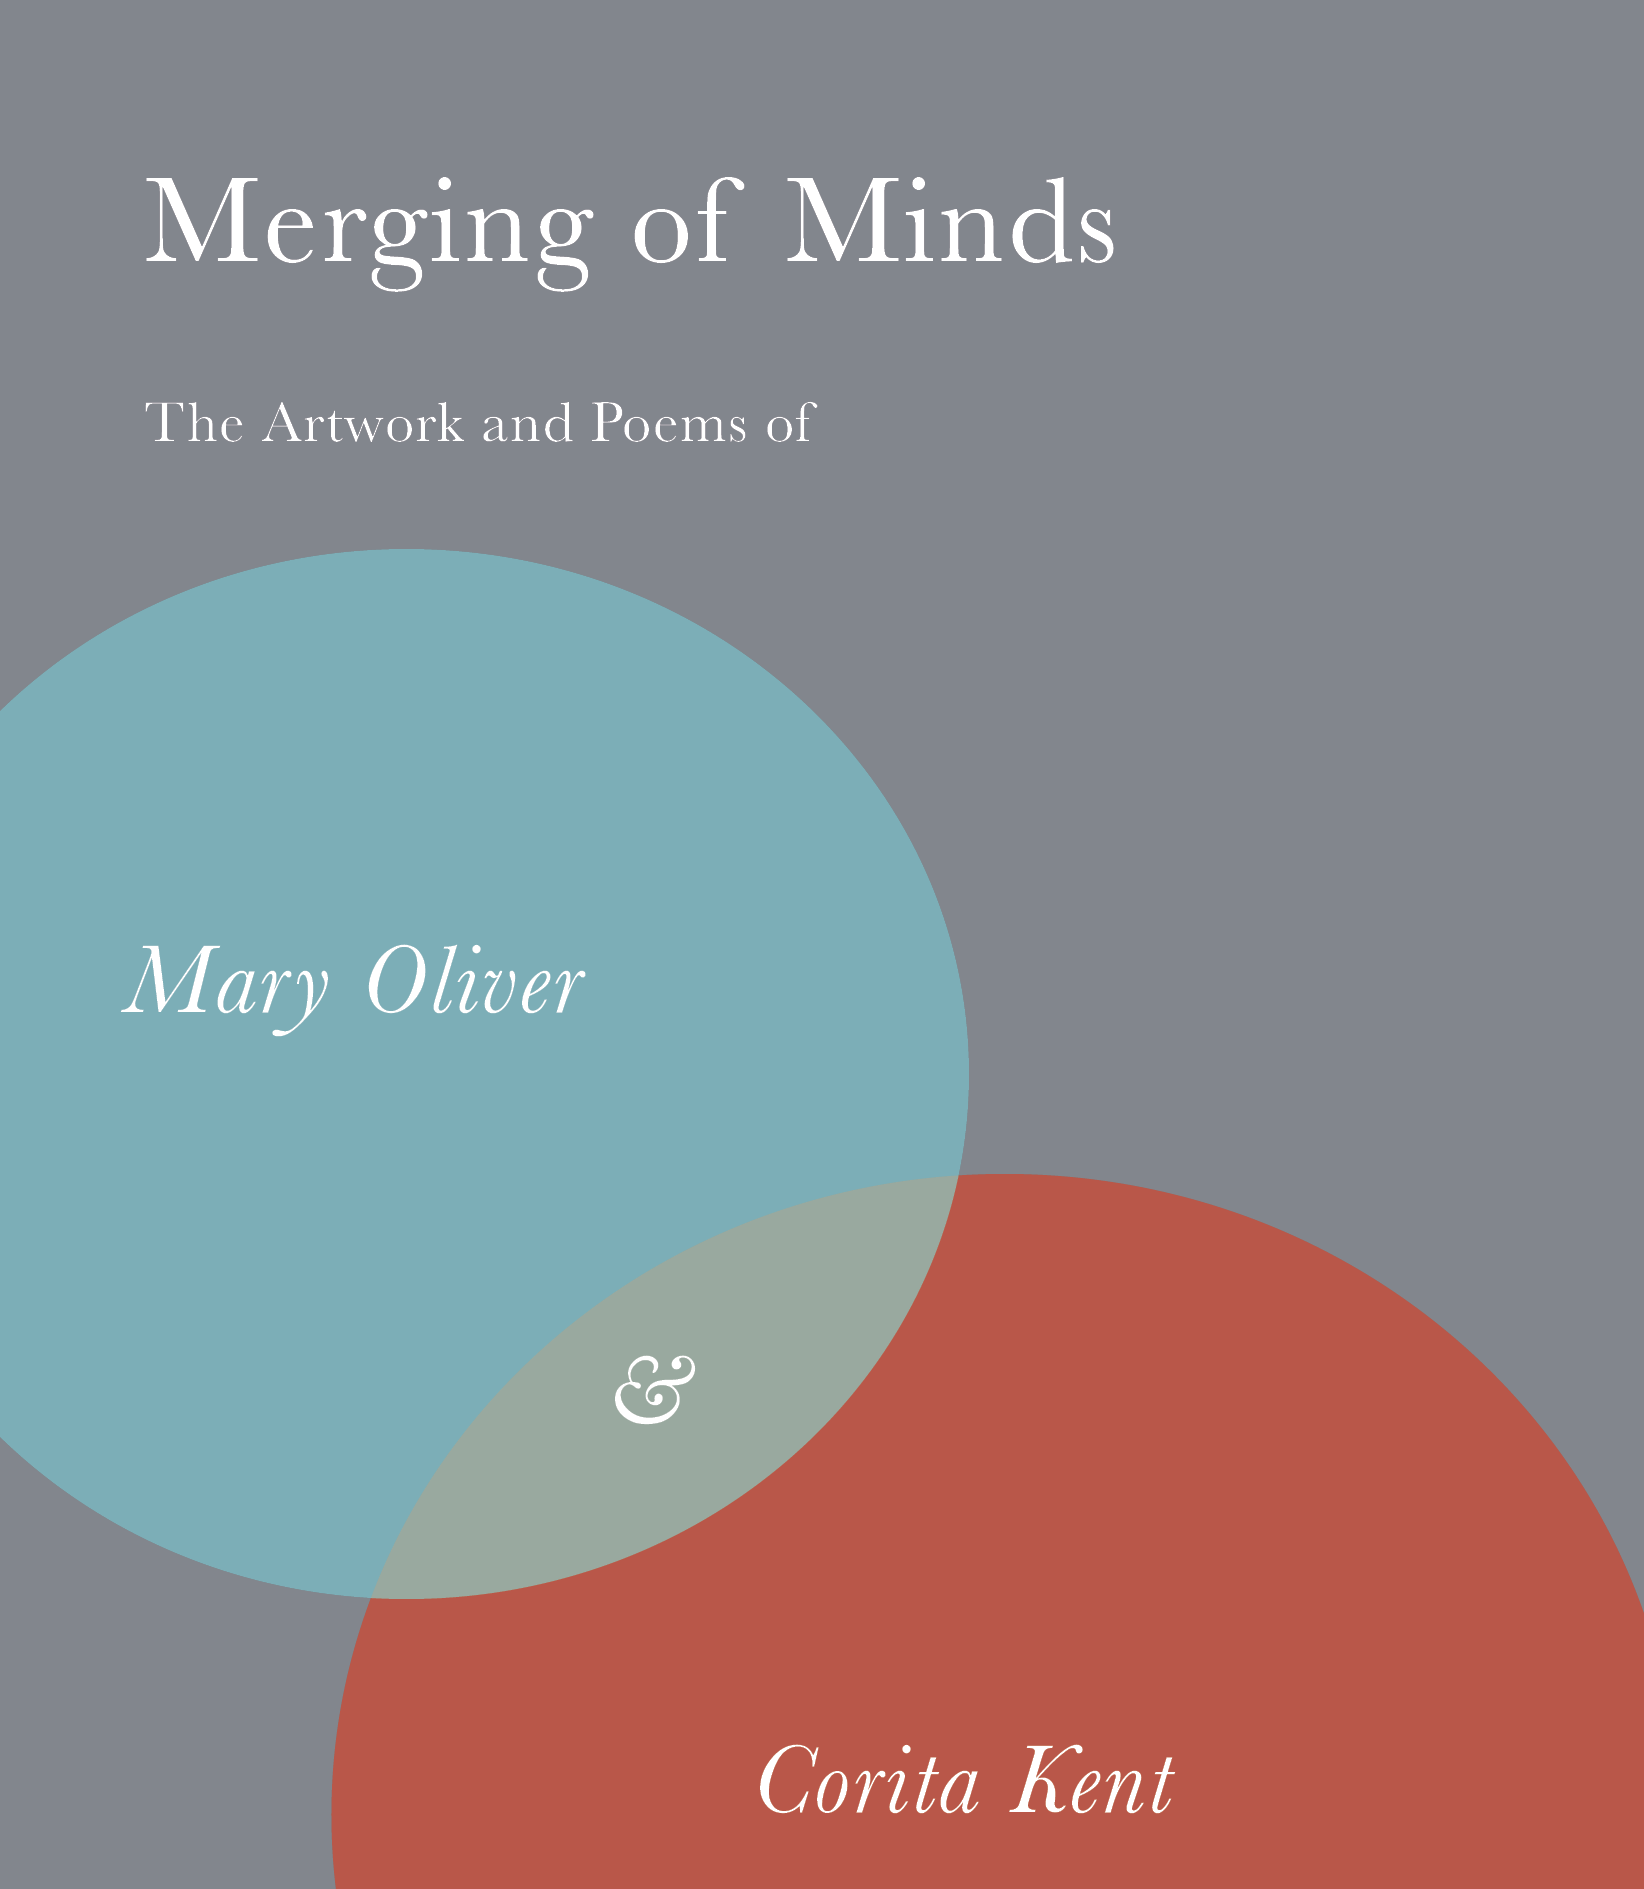 Merging of Minds
The Artwork and Poems of
Mary Oliver
&
Corita Kent